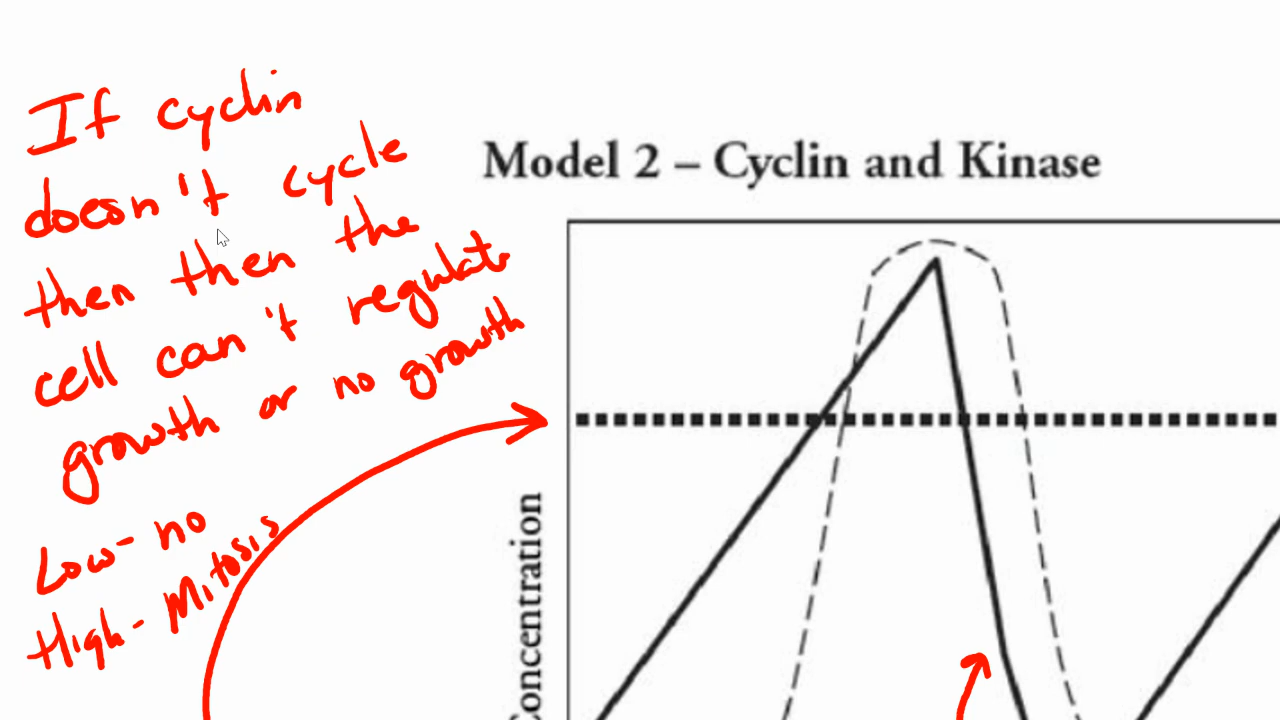 If cyclin
doesn't cycle
then then the
cell can't regulate
growth or no growth
Low - no
High - Mitosis
Model 2 – Cyclin and Kinase
Concentration